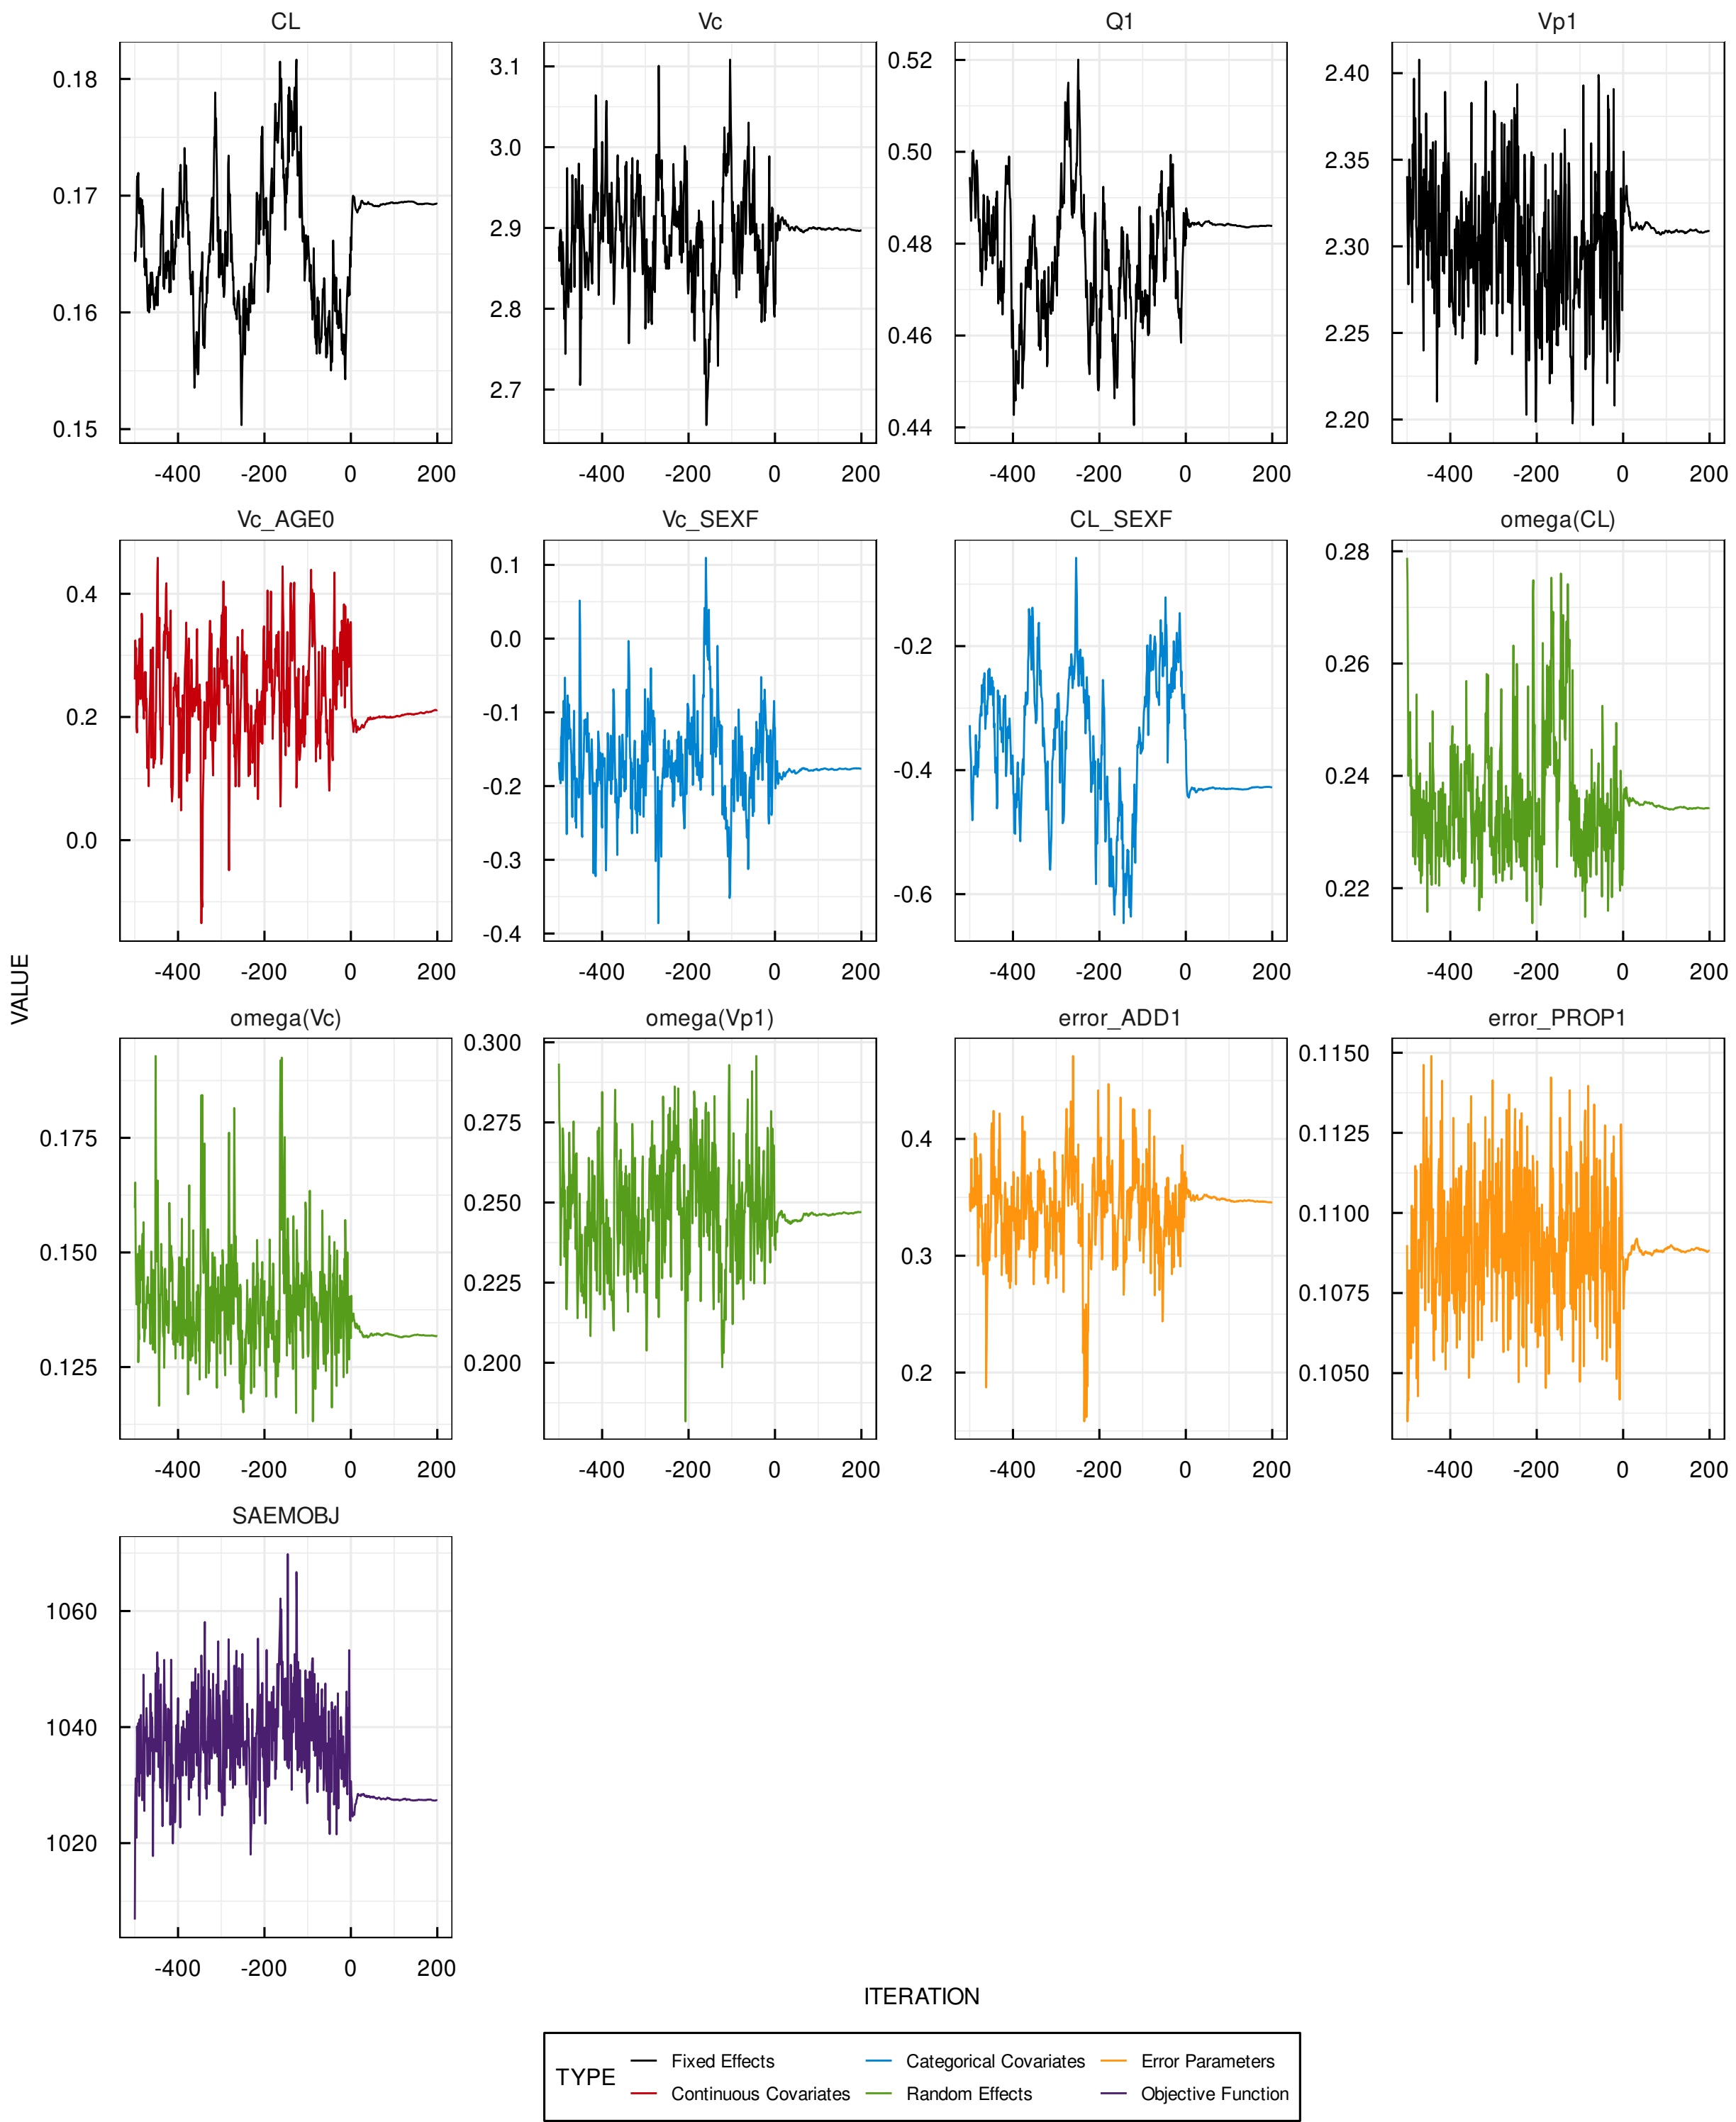 CL Vc Q1 Vp1
0.18 3.1 0.52 2.40
0.17 3.0 0.50 2.35
0.16 2.9 0.48 2.30
0.15 2.8 0.46 2.25
2.7 0.44 2.20
-400 -200 0 200 -400 -200 0 200 -400 -200 0 200 -400 -200 0 200
Vc_AGE0 Vc_SEXF CL_SEXF omega(CL)
0.4 0.1 -0.2 0.28
0.2 0.0 -0.4 0.26
0.0 -0.1 -0.6 0.24
-0.2 0.22
-0.3
-0.4
-400 -200 0 200 -400 -200 0 200 -400 -200 0 200 -400 -200 0 200
VALUE
omega(Vc) omega(Vp1) error_ADD1 error_PROP1
0.175 0.300 0.4 0.1150
0.150 0.275 0.3 0.1125
0.125 0.250 0.2 0.1100
0.225 0.1075
0.200 0.1050
-400 -200 0 200 -400 -200 0 200 -400 -200 0 200 -400 -200 0 200
SAEMOBJ
1060
1040
1020
-400 -200 0 200
ITERATION
TYPE
Fixed Effects Categorical Covariates Error Parameters
Continuous Covariates Random Effects Objective Function